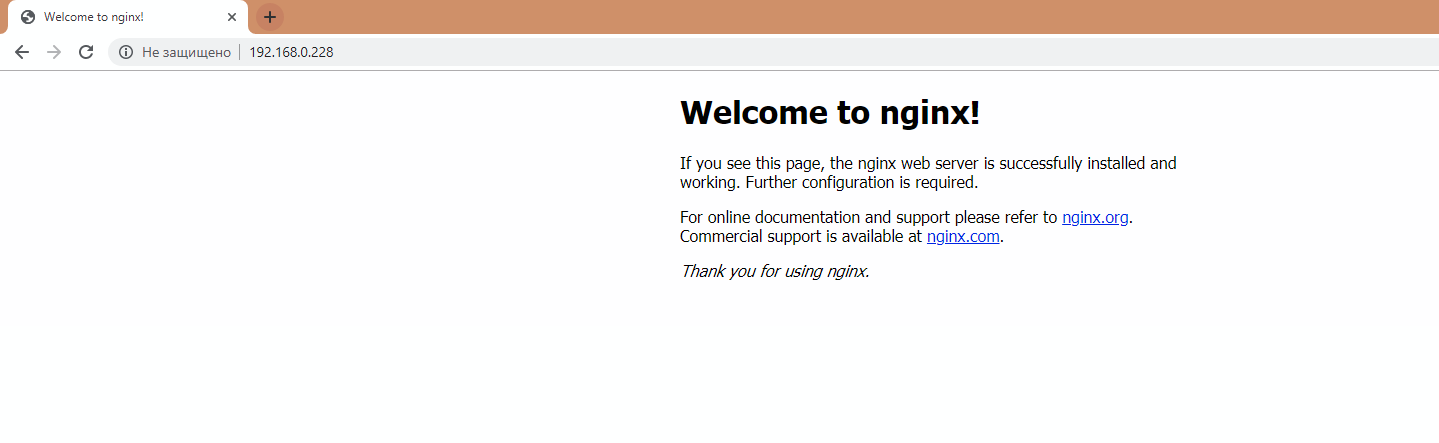 Welcome to nginx!
Не защищено 192.168.0.228
Welcome to nginx!
If you see this page, the nginx web server is successfully installed and
working. Further configuration is required.
For online documentation and support please refer to nginx.org.
Commercial support is available at nginx.com.
Thank you for using nginx.